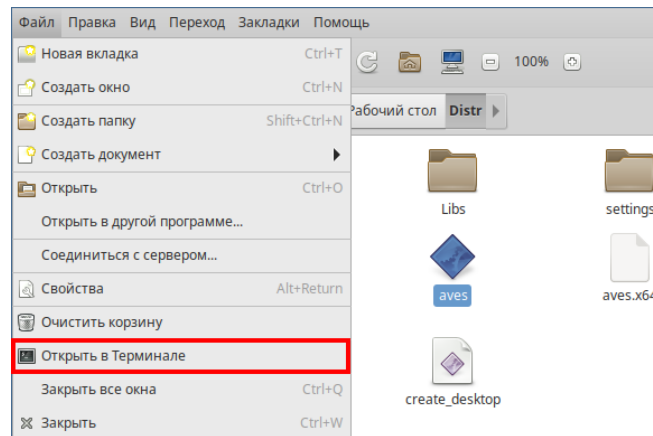 Файл Правка Вид Переход Закладки Помощь
Новая вкладка Ctrl+T
Создать окно Ctrl+N
Создать папку Shift+Ctrl+N
Создать документ
Открыть Ctrl+O
Открыть в другой программе...
Соединиться с сервером...
Свойства Alt+Return
Очистить корзину
Открыть в Терминале
Закрыть все окна Ctrl+Q
Закрыть Ctrl+W
100%
Рабочий стол Distr
Libs settings
aves aves.x64
create_desktop